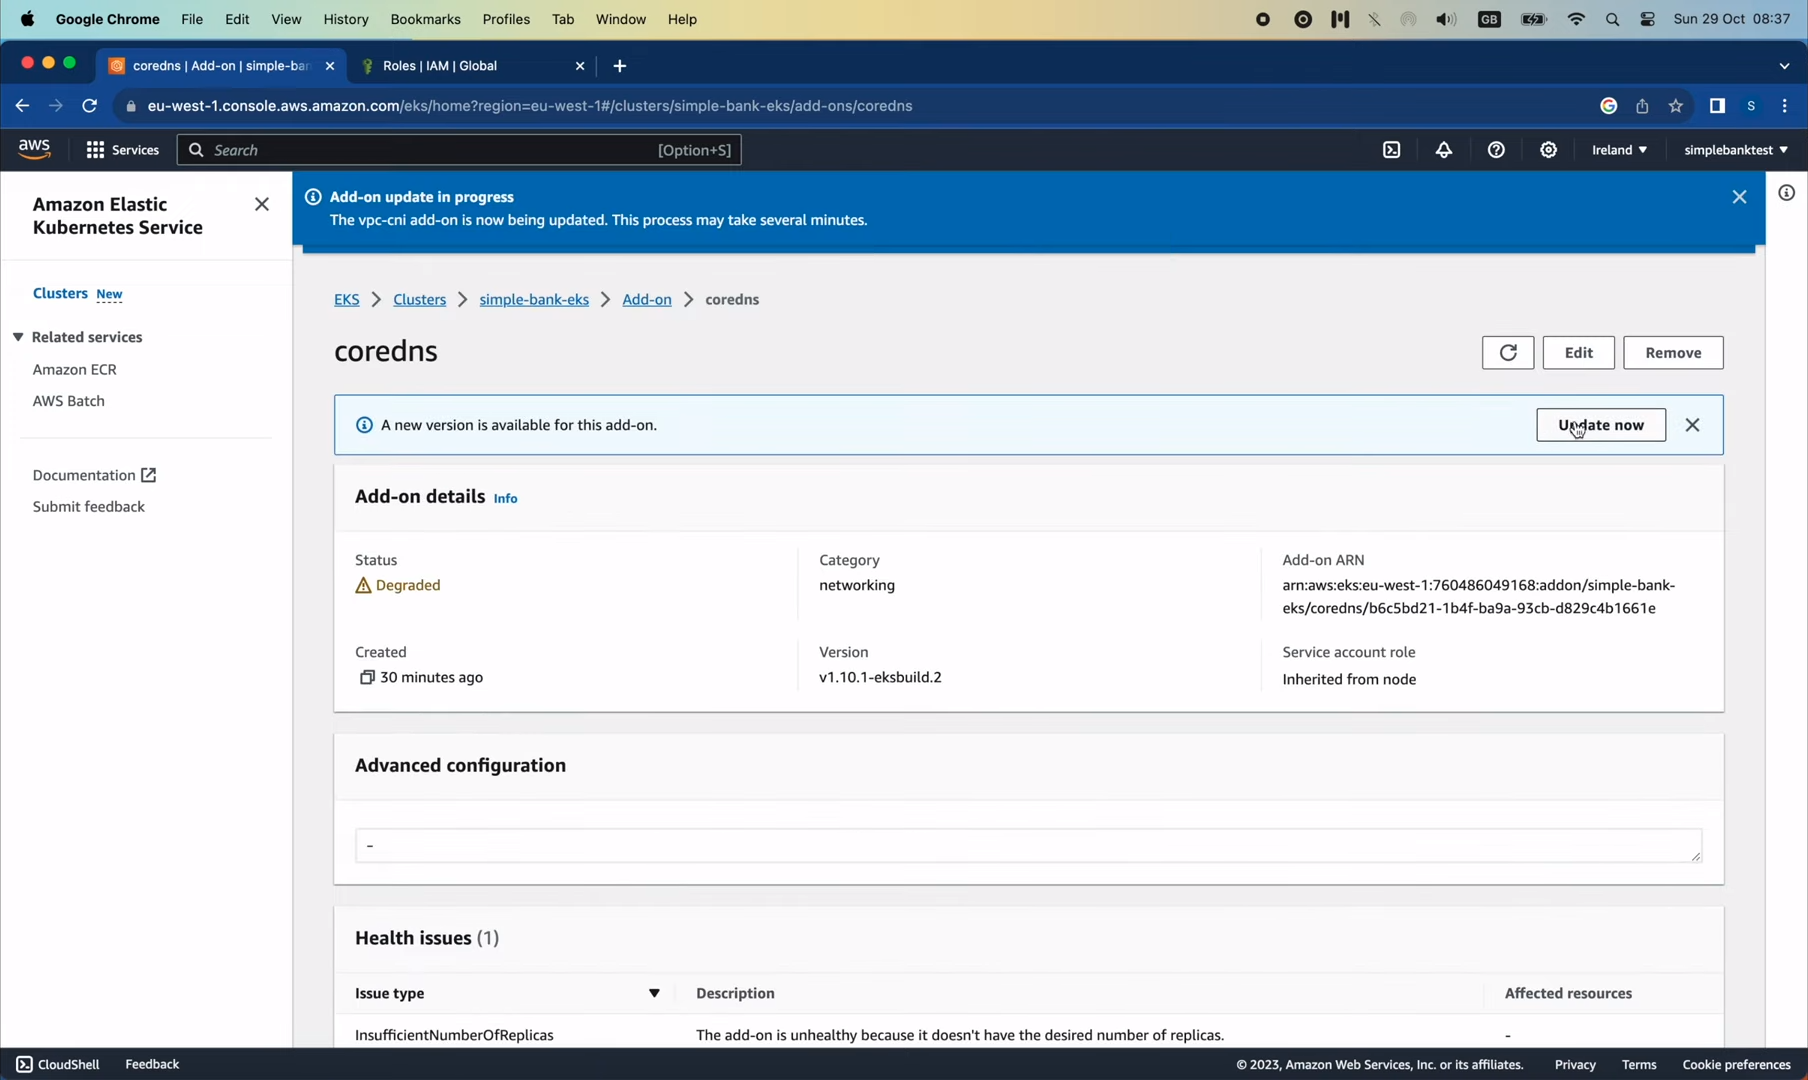 Google Chrome File Edit View History Bookmarks Profiles Tab Window Help GB Sun 29 Oct 08:37
coredns | Add-on | simple-ban Roles | IAM | Global
eu-west-1.console.aws.amazon.com/eks/home?region=eu-west-1#/clusters/simple-bank-eks/add-ons/coredns S
aws Services Search [Option+S] Ireland simplebanktest
Amazon Elastic
Kubernetes Service
Clusters New
Related services
Amazon ECR
AWS Batch
Documentation
Submit feedback
Add-on update in progress
The vpc-cni add-on is now being updated. This process may take several minutes.
EKS > Clusters > simple-bank-eks > Add-on > coredns
coredns Edit Remove
A new version is available for this add-on. Update now
Add-on details Info
Status Category Add-on ARN
Degraded networking arn:aws:eks:eu-west-1:760486049168:addon/simple-bank-
eks/coredns/b6c5bd21-1b4f-ba9a-93cb-d829c4b1661e
Created Version Service account role
30 minutes ago v1.10.1-eksbuild.2 Inherited from node
Advanced configuration
-
Health issues (1)
Issue type Description Affected resources
InsufficientNumberOfReplicas The add-on is unhealthy because it doesn't have the desired number of replicas. -
CloudShell Feedback © 2023, Amazon Web Services, Inc. or its affiliates. Privacy Terms Cookie preferences